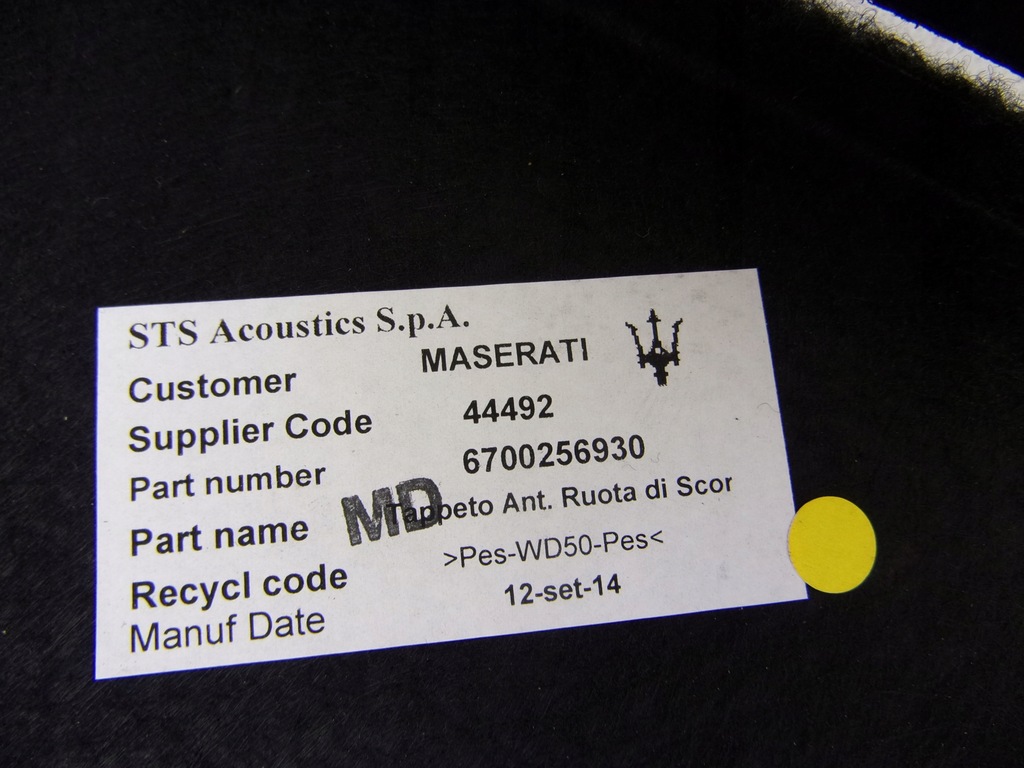 STS Acoustics S.p.A.
Customer MASERATI
Supplier Code 44492
Part number 6700256930
Part name Tappeto Ant. Ruota di Scor
MD
Recycl code >Pes-WD50-Pes<
Manuf Date 12-set-14